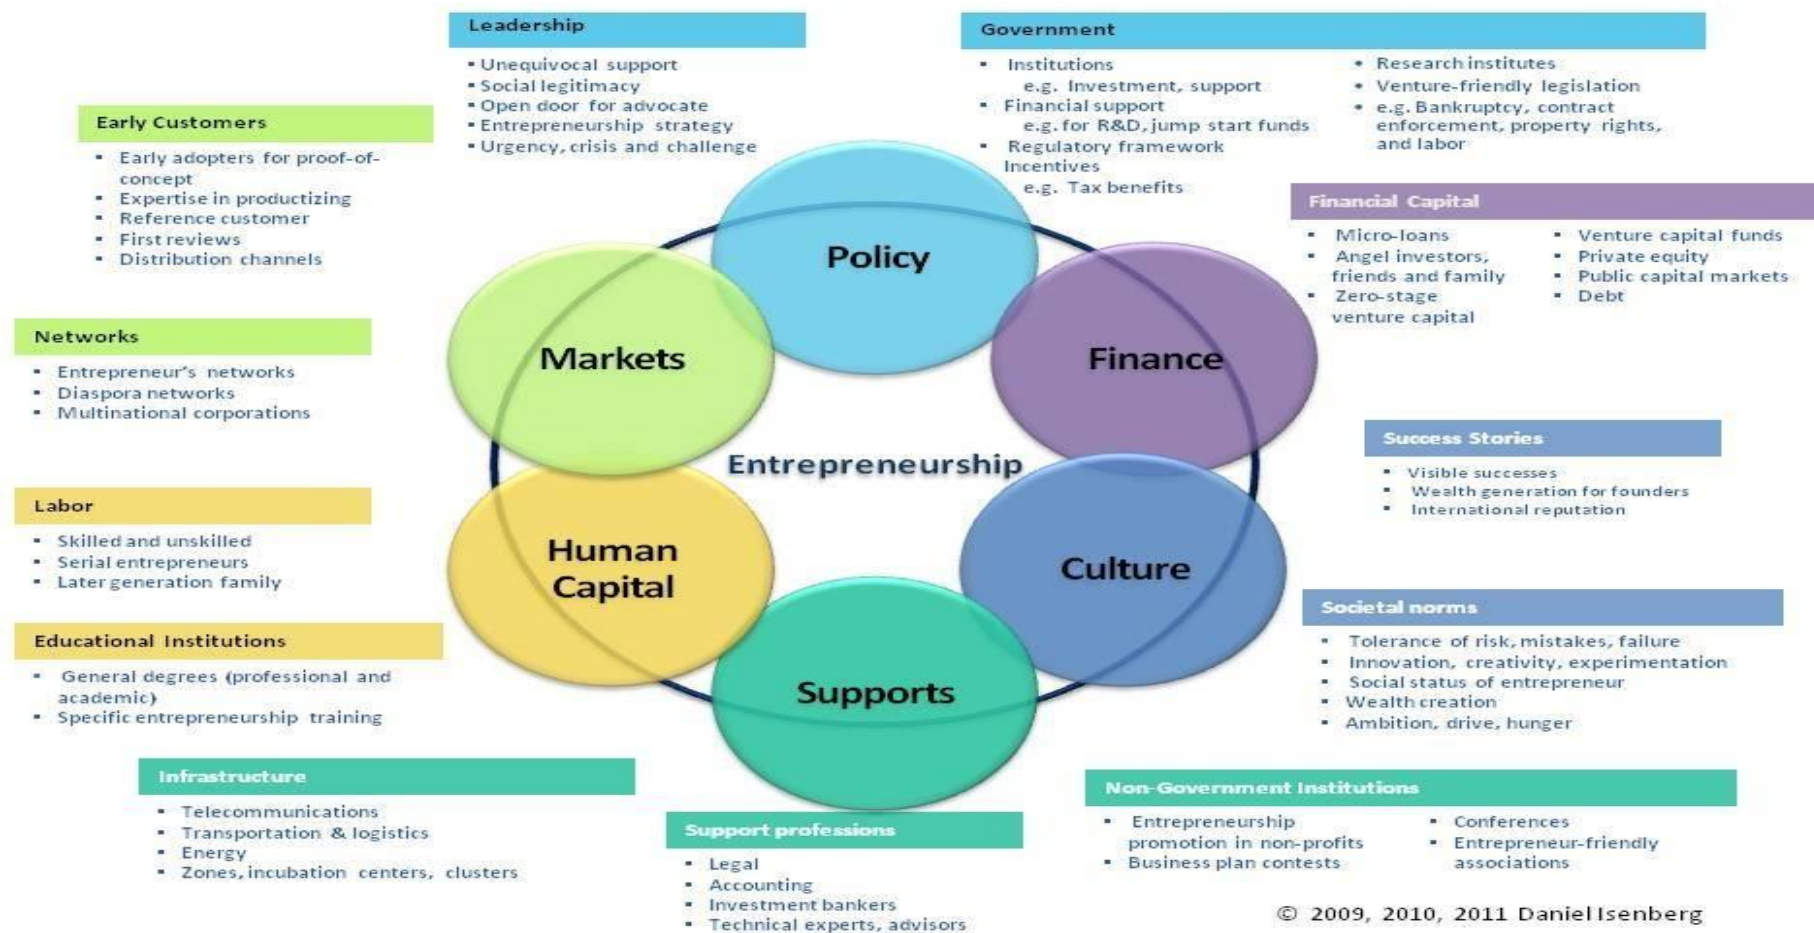 Leadership
▪ Unequivocal support
▪ Social legitimacy
▪ Open door for advocate
▪ Entrepreneurship strategy
▪ Urgency, crisis and challenge
Government
▪ Institutions
e.g. Investment, support
▪ Financial support
e.g. for R&D, jump start funds
▪ Regulatory framework
Incentives
e.g. Tax benefits
• Research institutes
• Venture-friendly legislation
• e.g. Bankruptcy, contract
enforcement, property rights,
and labor
Early Customers
▪ Early adopters for proof-of-
concept
▪ Expertise in productizing
▪ Reference customer
▪ First reviews
▪ Distribution channels
Financial Capital
▪ Micro-loans
▪ Angel investors,
friends and family
▪ Zero-stage
venture capital
▪ Venture capital funds
▪ Private equity
▪ Public capital markets
▪ Debt
Networks
▪ Entrepreneur's networks
▪ Diaspora networks
▪ Multinational corporations
Policy
Markets
Finance
Entrepreneurship
Human
Capital
Culture
Supports
Success Stories
▪ Visible successes
▪ Wealth generation for founders
▪ International reputation
Labor
▪ Skilled and unskilled
▪ Serial entrepreneurs
▪ Later generation family
Societal norms
▪ Tolerance of risk, mistakes, failure
▪ Innovation, creativity, experimentation
▪ Social status of entrepreneur
▪ Wealth creation
▪ Ambition, drive, hunger
Educational Institutions
▪ General degrees (professional and
academic)
▪ Specific entrepreneurship training
Infrastructure
▪ Telecommunications
▪ Transportation & logistics
▪ Energy
▪ Zones, incubation centers, clusters
Support professions
▪ Legal
▪ Accounting
▪ Investment bankers
▪ Technical experts, advisors
Non-Government Institutions
▪ Entrepreneurship
promotion in non-profits
▪ Business plan contests
▪ Conferences
▪ Entrepreneur-friendly
associations
© 2009, 2010, 2011 Daniel Isenberg